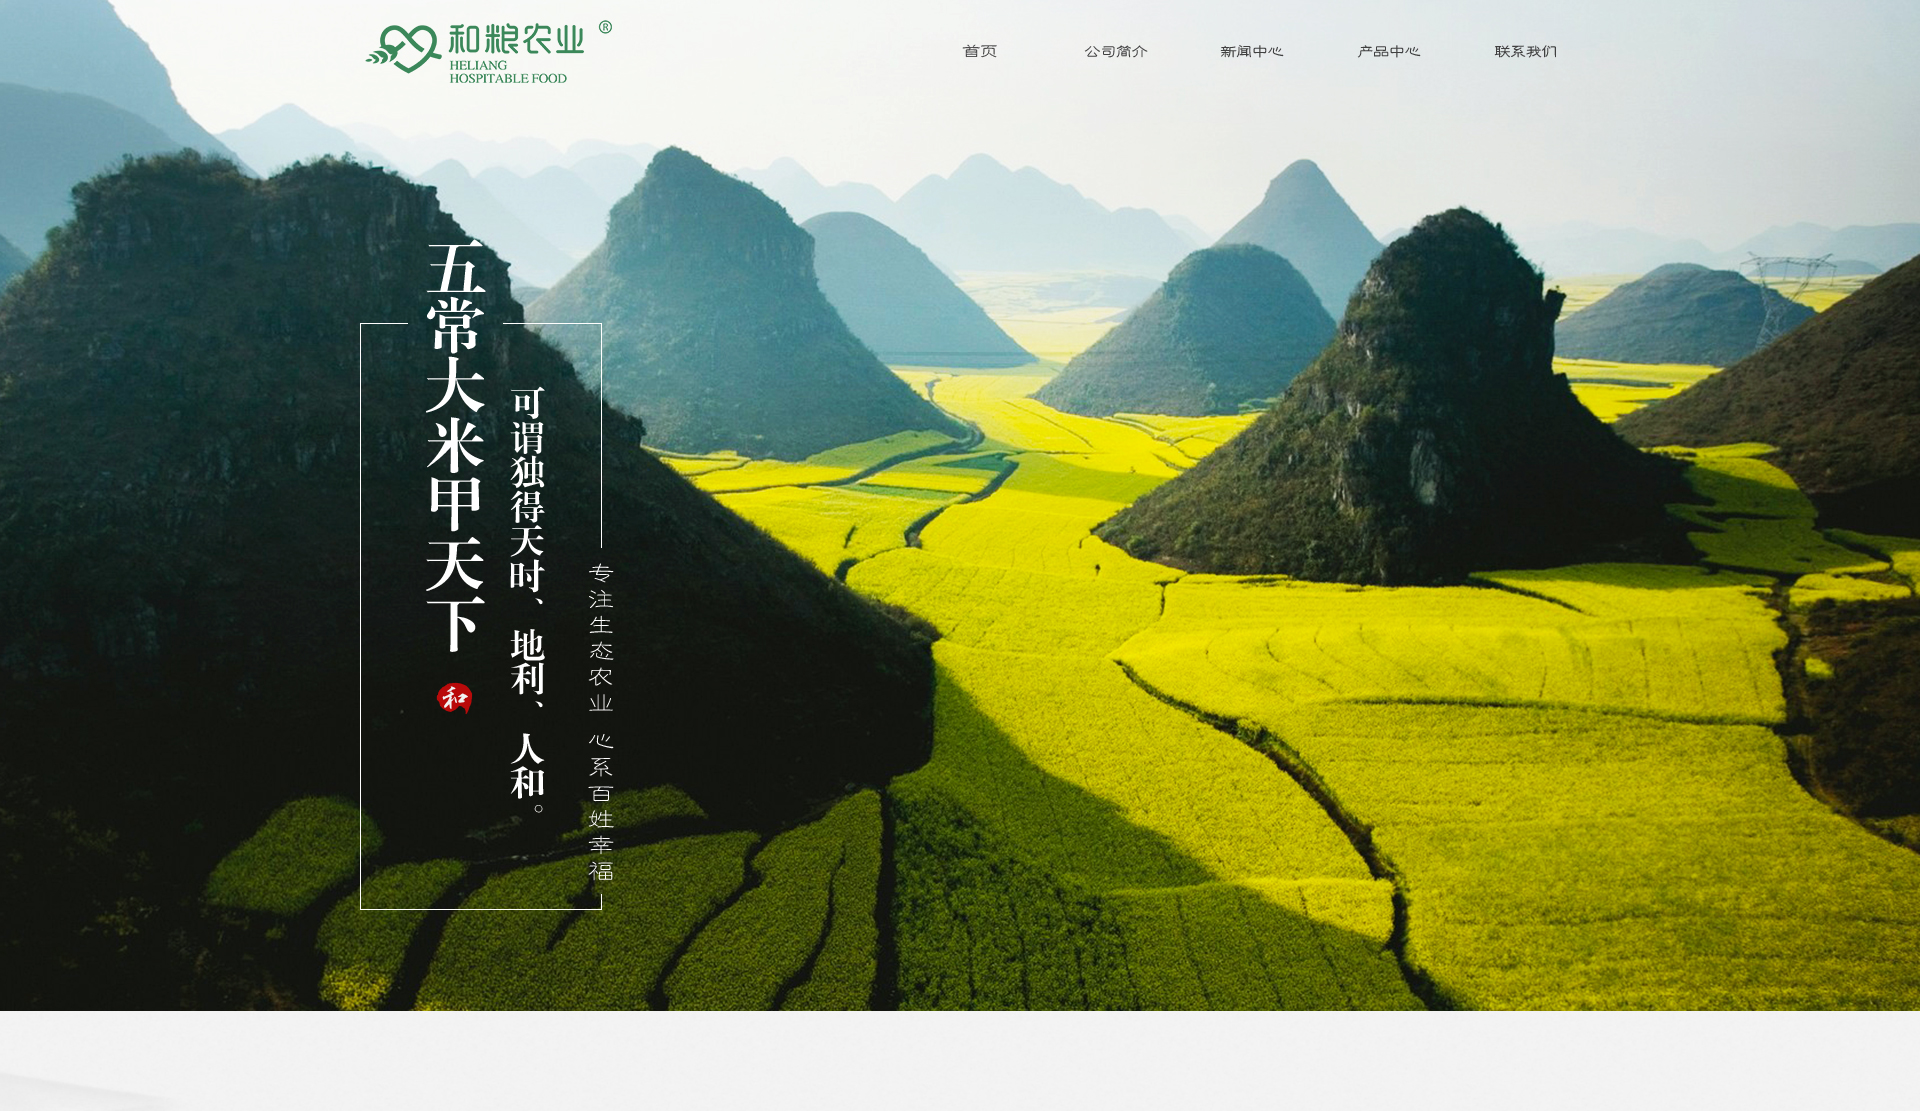 和粮农业®
HELIANG
HOSPITABLE FOOD
首页 公司简介 新闻中心 产品中心 联系我们
五常大米甲天下
和
可谓独得天时、地利、人和。
专注生态农业 心系百姓幸福